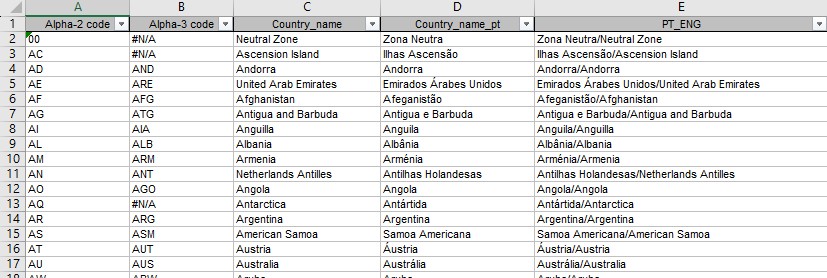 A B C D E
1 Alpha-2 code Alpha-3 code Country_name Country_name_pt PT_ENG
2 00 #N/A Neutral Zone Zona Neutra Zona Neutra/Neutral Zone
3 AC #N/A Ascension Island Ilhas Ascensão Ilhas Ascensão/Ascension Island
4 AD AND Andorra Andorra Andorra/Andorra
5 AE ARE United Arab Emirates Emirados Árabes Unidos Emirados Árabes Unidos/United Arab Emirates
6 AF AFG Afghanistan Afeganistão Afeganistão/Afghanistan
7 AG ATG Antigua and Barbuda Antigua e Barbuda Antigua e Barbuda/Antigua and Barbuda
8 AI AIA Anguilla Anguila Anguila/Anguilla
9 AL ALB Albania Albânia Albânia/Albania
10 AM ARM Armenia Arménia Arménia/Armenia
11 AN ANT Netherlands Antilles Antilhas Holandesas Antilhas Holandesas/Netherlands Antilles
12 AO AGO Angola Angola Angola/Angola
13 AQ #N/A Antarctica Antártida Antártida/Antarctica
14 AR ARG Argentina Argentina Argentina/Argentina
15 AS ASM American Samoa Samoa Americana Samoa Americana/American Samoa
16 AT AUT Austria Áustria Áustria/Austria
17 AU AUS Australia Austrália Austrália/Australia